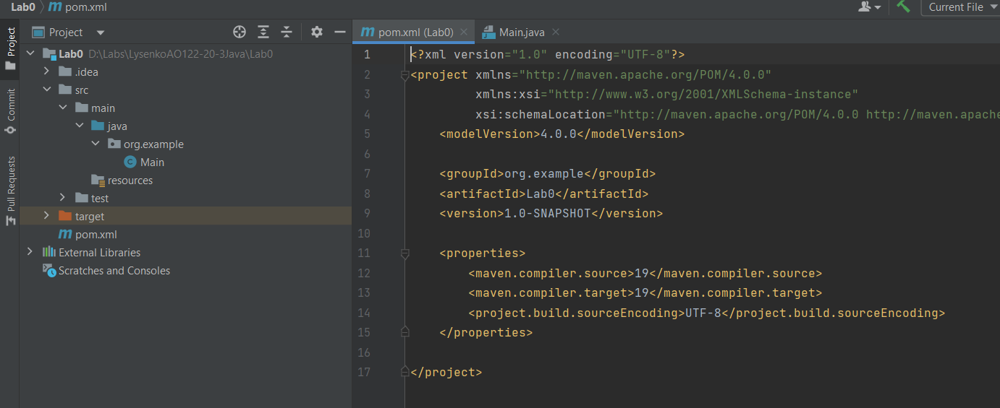 Lab0 m pom.xml
Current File
Project
Commit
Pull Requests
Project
Lab0 D:\Labs\LysenkoAO122-20-3Java\Lab0
.idea
src
main
java
org.example
C Main
resources
test
target
m pom.xml
External Libraries
Scratches and Consoles
m pom.xml (Lab0)
Main.java
1 <?xml version="1.0" encoding="UTF-8"?>
2 <project xmlns="http://maven.apache.org/POM/4.0.0"
3 xmlns:xsi="http://www.w3.org/2001/XMLSchema-instance"
4 xsi:schemaLocation="http://maven.apache.org/POM/4.0.0 http://maven.apache
5 <modelVersion>4.0.0</modelVersion>
6
7 <groupId>org.example</groupId>
8 <artifactId>Lab0</artifactId>
9 <version>1.0-SNAPSHOT</version>
10
11 <properties>
12 <maven.compiler.source>19</maven.compiler.source>
13 <maven.compiler.target>19</maven.compiler.target>
14 <project.build.sourceEncoding>UTF-8</project.build.sourceEncoding>
15 </properties>
16
17 </project>